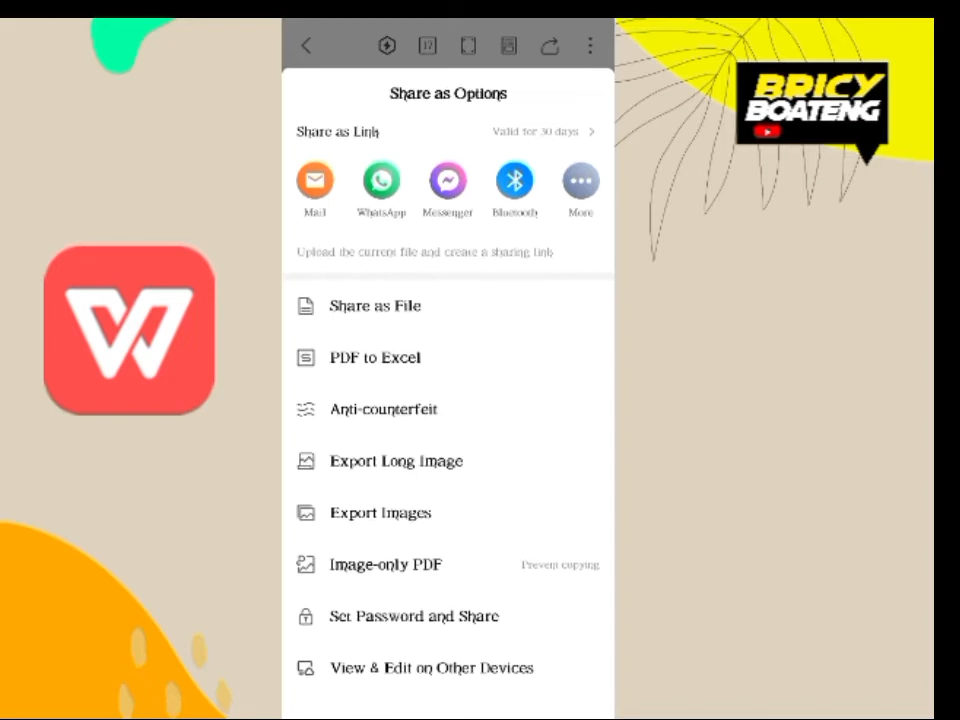 Share as Options
Share as Link
Valid for 30 days
Mail
WhatsApp
Messenger
Bluetooth
More
Upload the current file and create a sharing link
Share as File
PDF to Excel
Anti-counterfeit
Export Long Image
Export Images
Image-only PDF
Prevent copying
Set Password and Share
View & Edit on Other Devices
BRICY
BOATENG